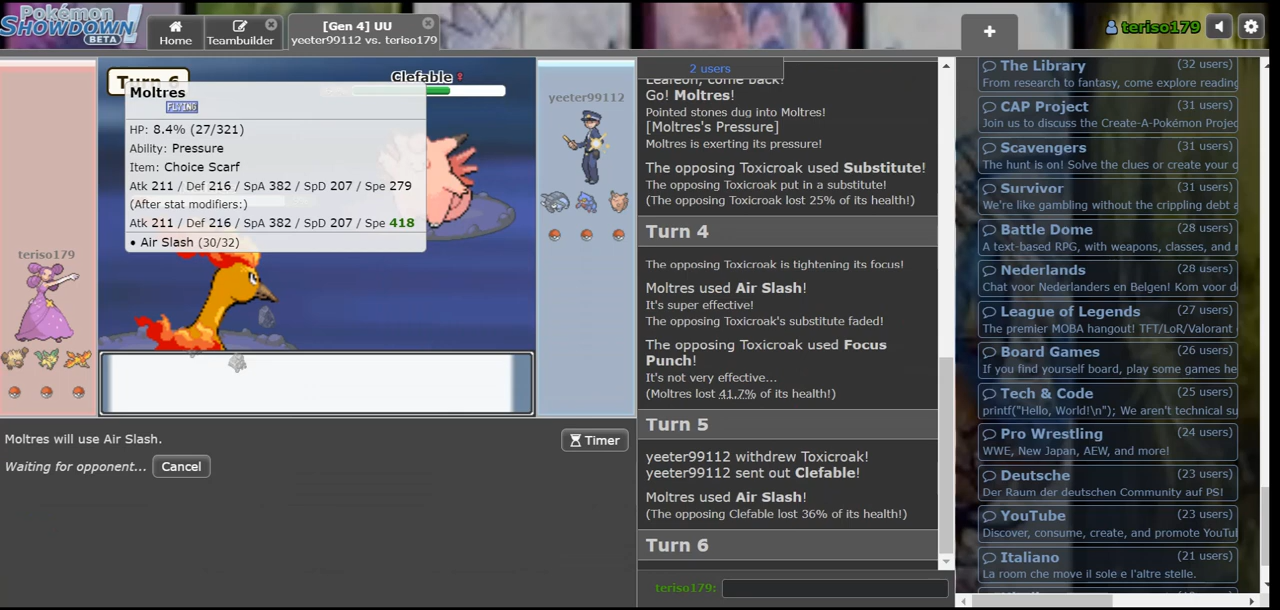 Pokémon
SHOWDOWN!
BETA
Home
Teambuilder
[Gen 4] UU
yeeter99112 vs. teriso179
+
teriso179
Turn 6
Clefable
Moltres
FLYING
HP: 8.4% (27/321)
Ability: Pressure
Item: Choice Scarf
Atk 211 / Def 216 / SpA 382 / SpD 207 / Spe 279
(After stat modifiers:)
Atk 211 / Def 216 / SpA 382 / SpD 207 / Spe 418
• Air Slash (30/32)
teriso179
yeeter99112
Moltres will use Air Slash.
Timer
Waiting for opponent...
Cancel
2 users
Leafeon, come back!
Go! Moltres!
Pointed stones dug into Moltres!
[Moltres's Pressure]
Moltres is exerting its pressure!
The opposing Toxicroak used Substitute!
The opposing Toxicroak put in a substitute!
(The opposing Toxicroak lost 25% of its health!)
Turn 4
The opposing Toxicroak is tightening its focus!
Moltres used Air Slash!
It's super effective!
The opposing Toxicroak's substitute faded!
The opposing Toxicroak used Focus
Punch!
It's not very effective...
(Moltres lost 41.7% of its health!)
Turn 5
yeeter99112 withdrew Toxicroak!
yeeter99112 sent out Clefable!
Moltres used Air Slash!
(The opposing Clefable lost 36% of its health!)
Turn 6
teriso179:
The Library (32 users)
From research to fantasy, come explore reading
CAP Project (31 users)
Join us to discuss the Create-A-Pokémon Projec
Scavengers (31 users)
The hunt is on! Solve the clues or create your o
Survivor (31 users)
We're like gambling without the crippling debt a
Battle Dome (28 users)
A text-based RPG, with weapons, classes, and r
Nederlands (28 users)
Chat voor Nederlanders en Belgen! Kom voor d
League of Legends (27 users)
The premier MOBA hangout! TFT/LoR/Valorant
Board Games (26 users)
If you find yourself board, play some games he
Tech & Code (25 users)
printf("Hello, World!\n"); We aren't technical su
Pro Wrestling (24 users)
WWE, New Japan, AEW, and more!
Deutsche (23 users)
Der Raum der deutschen Community auf PS!
YouTube (23 users)
Discover, consume, create, and promote YouTul
Italiano (21 users)
La room che move il sole e l'altre stelle.